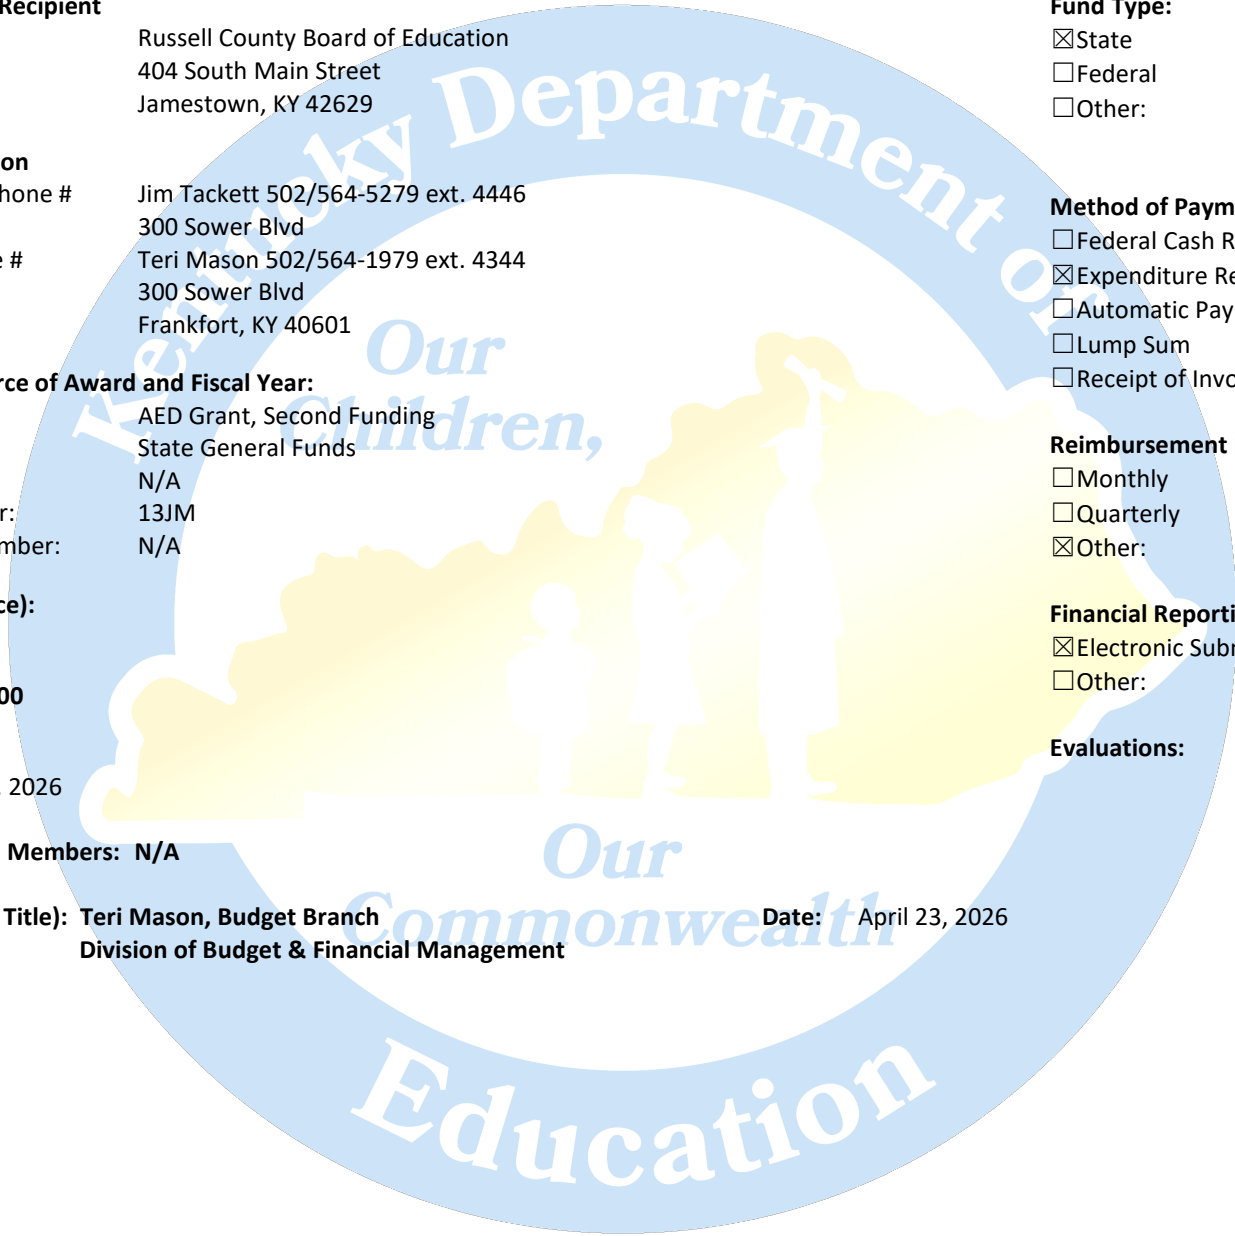 Recipient
Russell County Board of Education
404 South Main Street
Jamestown, KY 42629
on
hone # Jim Tackett 502/564-5279 ext. 4446
300 Sower Blvd
e # Teri Mason 502/564-1979 ext. 4344
300 Sower Blvd
Frankfort, KY 40601
rce of Award and Fiscal Year:
AED Grant, Second Funding
State General Funds
N/A
r: 13JM
mber: N/A
ce):
00
, 2026
Members: N/A
Title): Teri Mason, Budget Branch
Division of Budget & Financial Management
Date: April 23, 2026
Fund Type:
☒State
☐Federal
☐Other:
Method of Paym
☐Federal Cash R
☒Expenditure Re
☐Automatic Pay
☐Lump Sum
☐Receipt of Invo
Reimbursement
☐Monthly
☐Quarterly
☒Other:
Financial Reporti
☒Electronic Subr
☐Other:
Evaluations:
Kentucky Department of
Education
Our
Children,
Our
Commonwealth